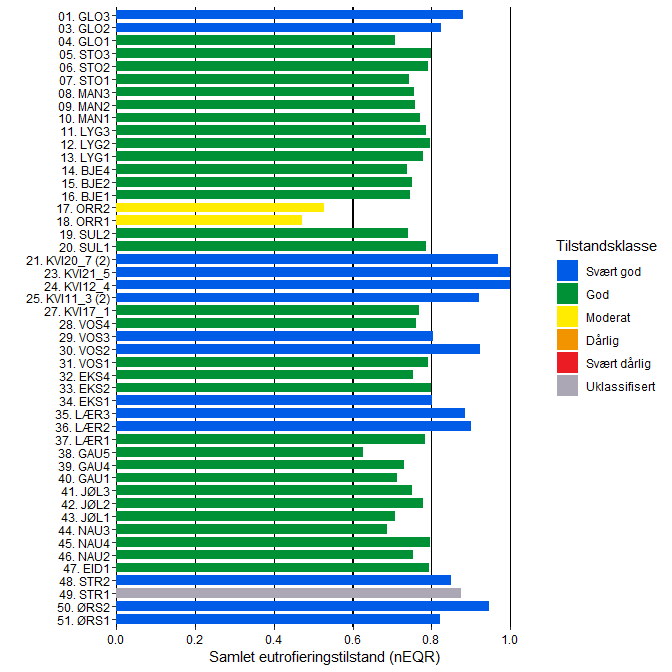 01. GLO3
03. GLO2
04. GLO1
05. STO3
06. STO2
07. STO1
08. MAN3
09. MAN2
10. MAN1
11. LYG3
12. LYG2
13. LYG1
14. BJE4
15. BJE2
16. BJE1
17. ORR2
18. ORR1
19. SUL2
20. SUL1
21. KVI20_7 (2)
23. KVI21_5
24. KVI12_4
25. KVI11_3 (2)
27. KVI17_1
28. VOS4
29. VOS3
30. VOS2
31. VOS1
32. EKS4
33. EKS2
34. EKS1
35. LÆR3
36. LÆR2
37. LÆR1
38. GAU5
39. GAU4
40. GAU1
41. JØL3
42. JØL2
43. JØL1
44. NAU3
45. NAU4
46. NAU2
47. EID1
48. STR2
49. STR1
50. ØRS2
51. ØRS1
0.0 0.2 0.4 0.6 0.8 1.0
Samlet eutrofieringstilstand (nEQR)
Tilstandsklasse
Svært god
God
Moderat
Dårlig
Svært dårlig
Uklassifisert